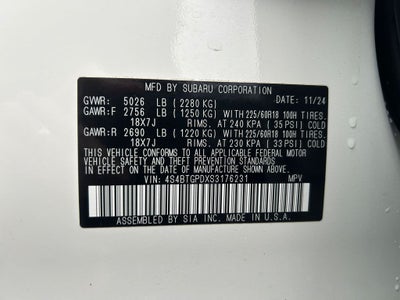 MFD BY SUBARU CORPORATION DATE: 11/24
GVWR: 5026 LB (2280 KG)
GAWR:F 2756 LB (1250 KG) WITH 225/60R18 100H TIRES.
18X7J RIMS. AT 240 KPA (35 PSI) COLD
GAWR:R 2690 LB (1220 KG) WITH 225/60R18 100H TIRES.
18X7J RIMS. AT 230 KPA (33 PSI) COLD
THIS VEHICLE CONFORMS TO ALL APPLICABLE FEDERAL MOTOR
VEHICLE SAFETY, BUMPER, AND THEFT PREVENTION STANDARDS
IN EFFECT ON THE DATE OF MANUFACTURE SHOWN ABOVE.
VIN: 4S4BTGPDXS3176231 MPV
ASSEMBLED BY SIA INC. MADE IN U.S.A.